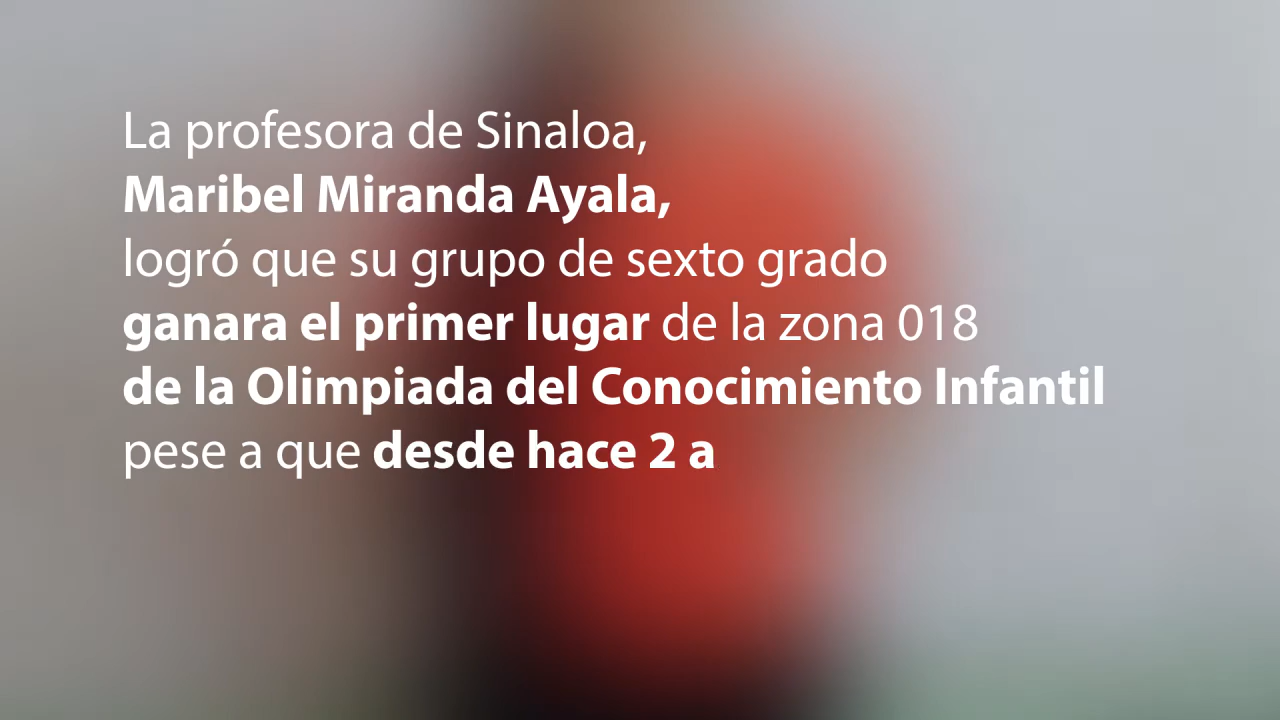 La profesora de Sinaloa,
Maribel Miranda Ayala,
logró que su grupo de sexto grado
ganara el primer lugar de la zona 018
de la Olimpiada del Conocimiento Infantil
pese a que desde hace 2 a